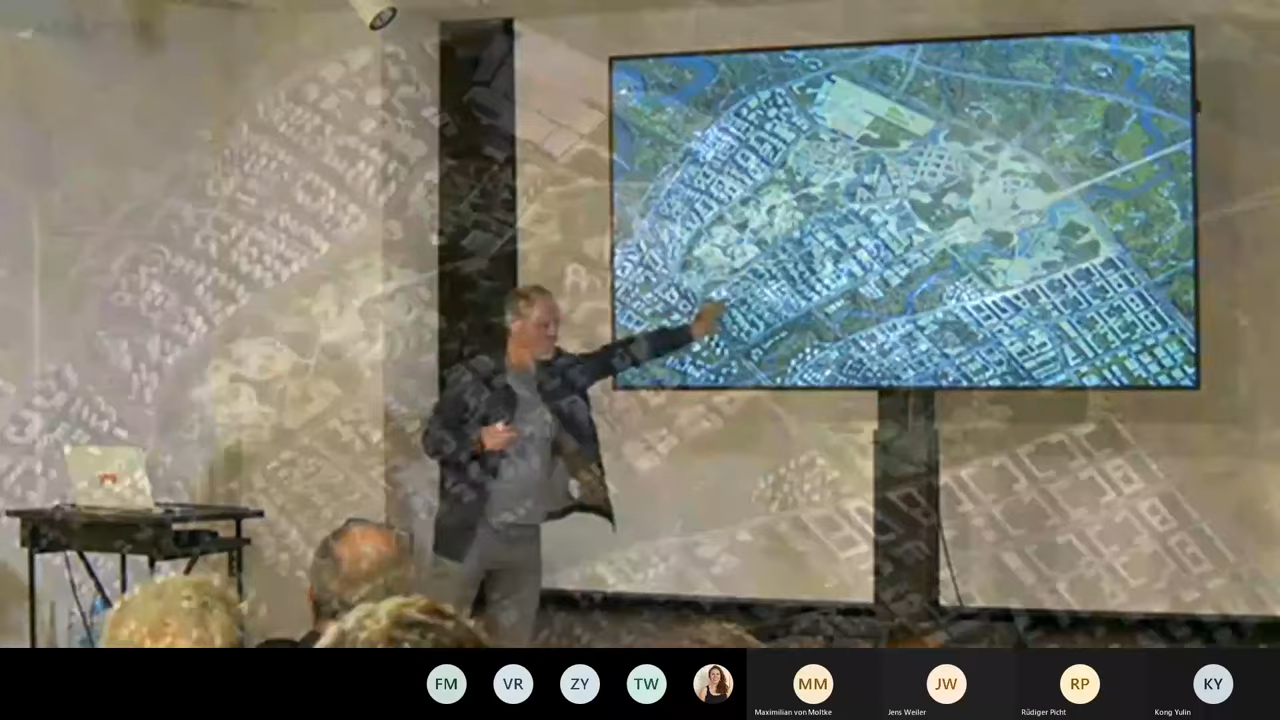 FM
VR
ZY
TW
MM
JW
RP
KY
Maximilian von Moltke
Jens Weiler
Rüdiger Picht
Kong Yulin